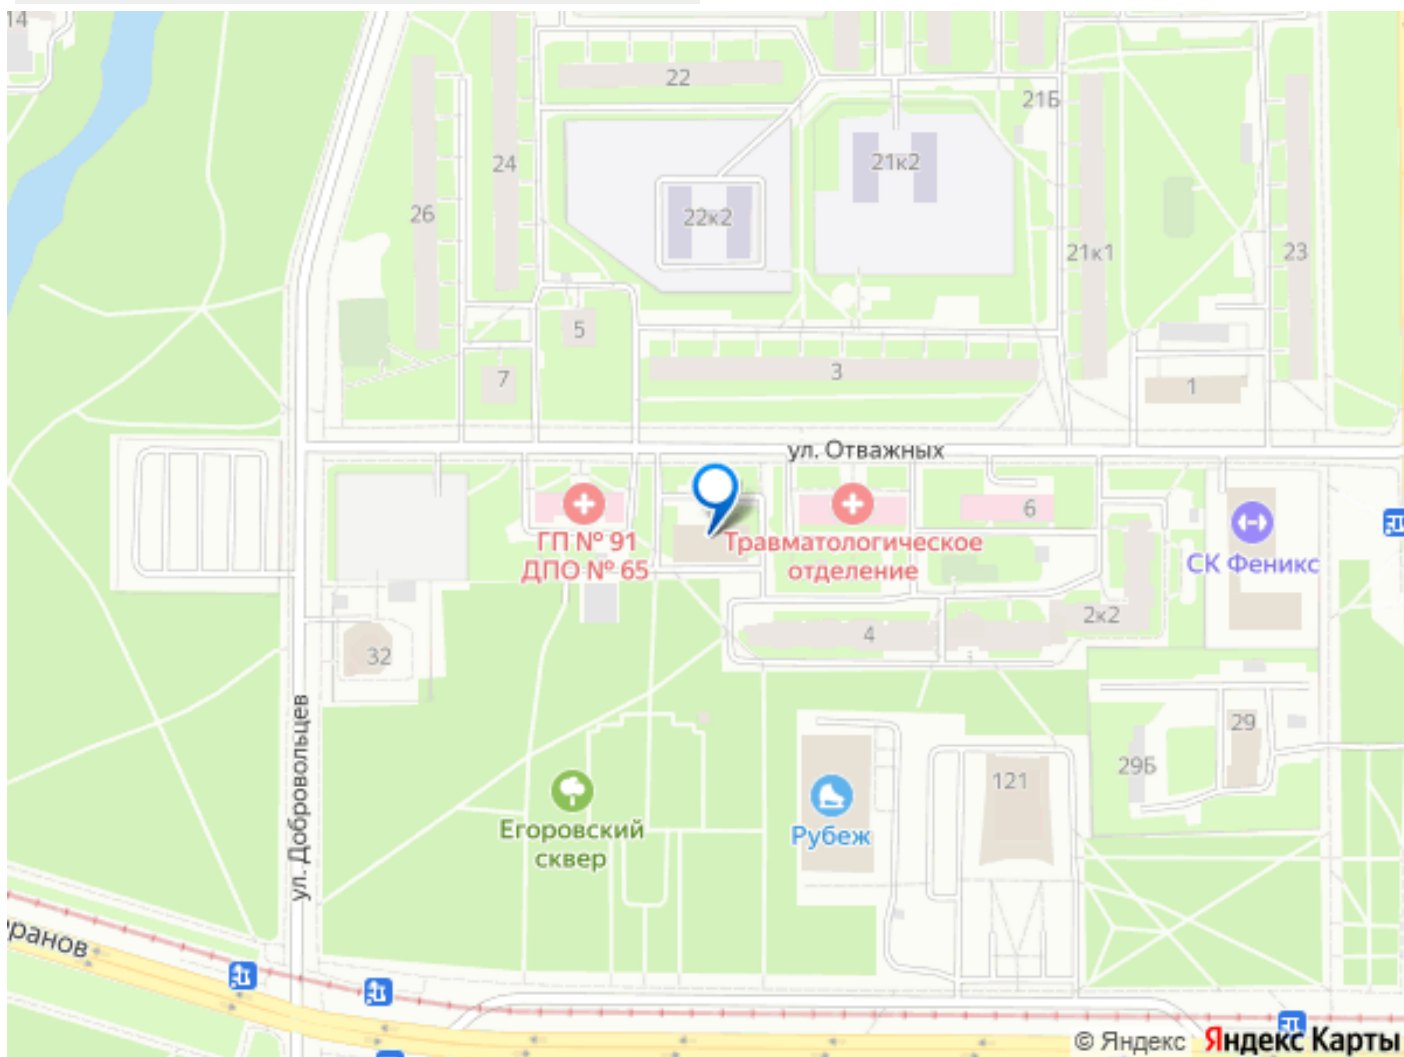 14
22
21Б
24
21к2
26
22к2
21к1
23
5
7
3
1
ул. Отважных
6
ГП № 91
ДПО № 65
Травматологическое
отделение
СК Феникс
2к2
4
32
ул. Добровольцев
29
29Б
121
Егоровский
сквер
Рубеж
еранов
© Яндекс Яндекс Карты